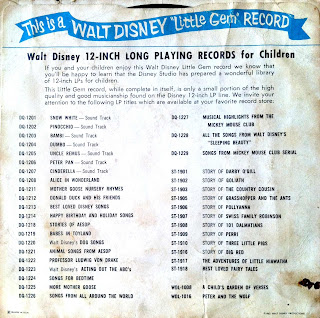 This is a WALT DISNEY "Little Gem" RECORD
Walt Disney 12-INCH LONG PLAYING RECORDS for Children
If you and your children enjoy this Walt Disney Little Gem record we know that
you'll be happy to learn that the Disney Studio has prepared a wonderful library
of 12-inch LPs for children.
This Little Gem record, while complete in itself, is only a small portion of the high
quality and good musicianship found on the Disney 12-inch LP line. We invite your
attention to the following LP titles which are available at your favorite record store.
DQ-1201 SNOW WHITE — Sound Track
DQ-1202 PINOCCHIO — Sound Track
DQ-1203 BAMBI — Sound Track
DQ-1204 DUMBO — Sound Track
DQ-1205 UNCLE REMUS — Sound Track
DQ-1206 PETER PAN — Sound Track
DQ-1207 CINDERELLA — Sound Track
DQ-1208 ALICE IN WONDERLAND
DQ-1211 MOTHER GOOSE NURSERY RHYMES
DQ-1212 DONALD DUCK AND HIS FRIENDS
DQ-1213 BEST LOVED DISNEY SONGS
DQ-1214 HAPPY BIRTHDAY AND HOLIDAY SONGS
DQ-1218 STORIES OF AESOP
DQ-1219 BABES IN TOYLAND
DQ-1220 Walt Disney's DOG SONGS
DQ-1221 ANIMAL SONGS FROM AESOP
DQ-1222 PROFESSOR LUDWIG VON DRAKE
DQ-1223 Walt Disney's ACTING OUT THE ABC's
DQ-1224 SONGS FOR BEDTIME
DQ-1225 MORE MOTHER GOOSE
DQ-1226 SONGS FROM ALL AROUND THE WORLD
DQ-1227 MUSICAL HIGHLIGHTS FROM THE
MICKEY MOUSE CLUB
DQ-1228 ALL THE SONGS FROM WALT DISNEY'S
"SLEEPING BEAUTY"
DQ-1229 SONGS FROM MICKEY MOUSE CLUB SERIAL
ST-1901 STORY OF DARBY O'GILL
ST-1902 STORY OF GOLIATH
ST-1903 STORY OF THE COUNTRY COUSIN
ST-1905 STORY OF GRASSHOPPER AND THE ANTS
ST-1906 STORY OF POLLYANNA
ST-1907 STORY OF SWISS FAMILY ROBINSON
ST-1908 STORY OF 101 DALMATIANS
ST-1909 STORY OF PERRI
ST-1910 STORY OF THREE LITTLE PIGS
ST-1916 STORY OF BIG RED
ST-1917 THE ADVENTURES OF LITTLE HIAWATHA
ST-1918 BEST LOVED FAIRY TALES
WDL-1008 A CHILD'S GARDEN OF VERSES
WDL-1016 PETER AND THE WOLF